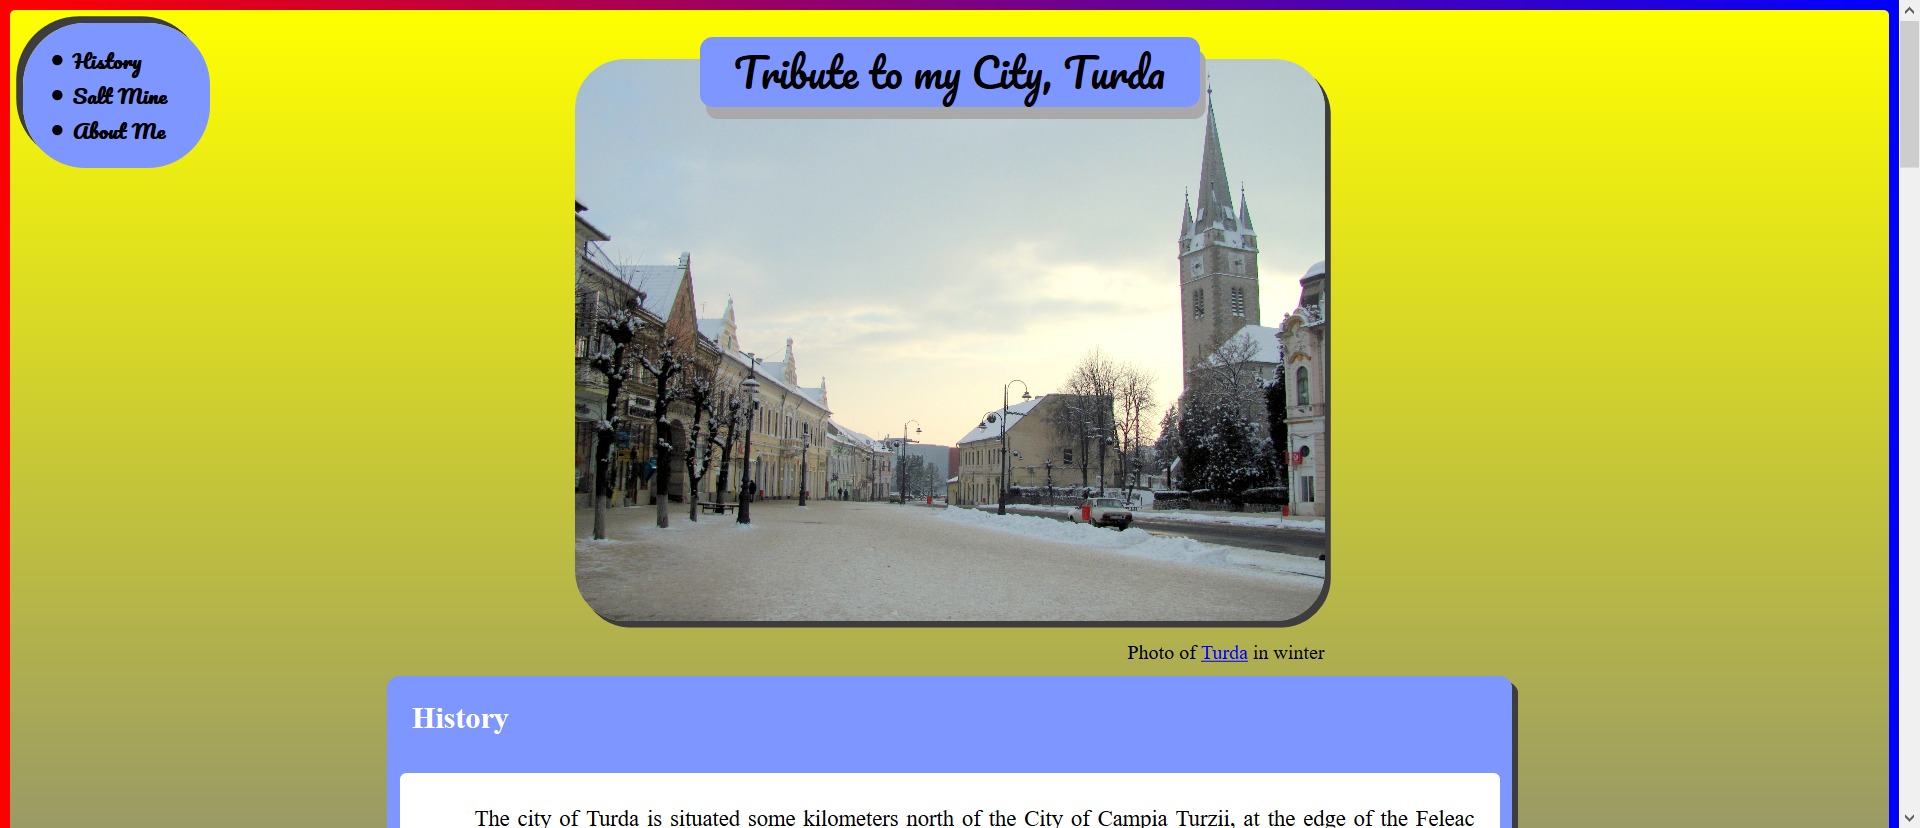 History
Salt Mine
About Me
Tribute to my City, Turda
Photo of Turda in winter
History
The city of Turda is situated some kilometers north of the City of Campia Turzii, at the edge of the Feleac